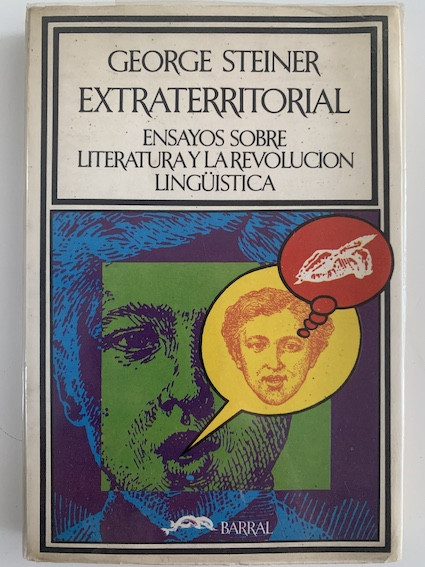 GEORGE STEINER
EXTRATERRITORIAL
ENSAYOS SOBRE
LITERATURA Y LA REVOLUCION
LINGÜISTICA
BARRAL